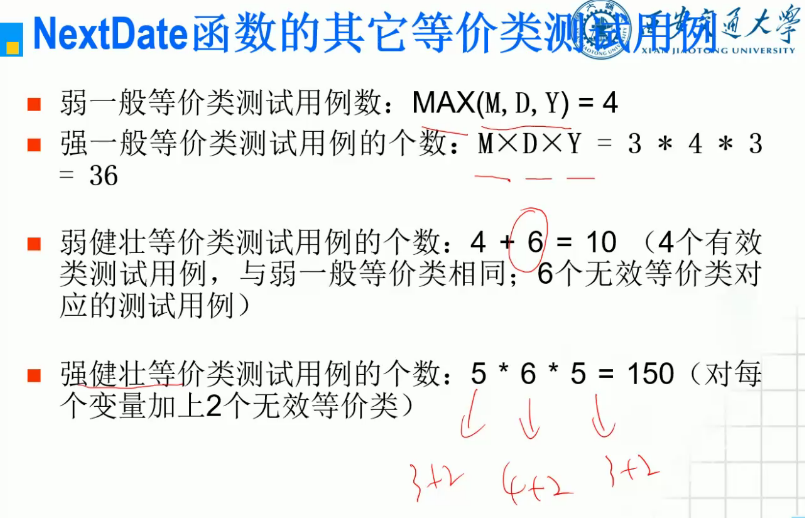 NextDate函数的其它等价类测试用例
西安交通大学
XI'AN JIAOTONG UNIVERSITY
弱一般等价类测试用例数：MAX(M,D,Y) = 4
强一般等价类测试用例的个数：M×D×Y = 3 * 4 * 3
= 36
弱健壮等价类测试用例的个数：4 + 6 = 10 （4个有效
类测试用例，与弱一般等价类相同；6个无效等价类对
应的测试用例）
强健壮等价类测试用例的个数：5 * 6 * 5 = 150（对每
个变量加上2个无效等价类）
3+2 4+2 3+2